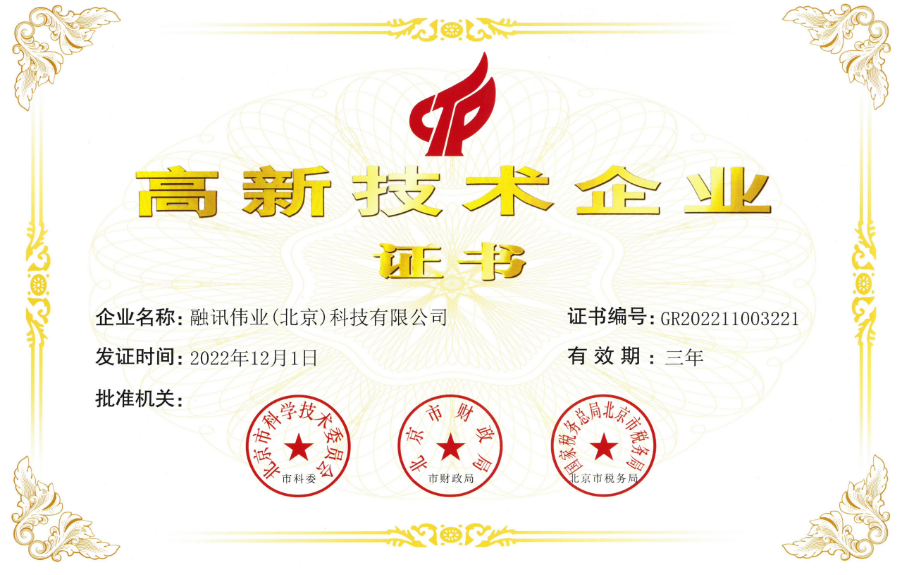 高新技术企业
证书
企业名称：融讯伟业(北京)科技有限公司
证书编号：GR202211003221
发证时间：2022年12月1日
有效期：三年
批准机关：
北京市科学技术委员会
市科委
北京市财政局
市财政局
国家税务总局北京市税务局
北京市税务局